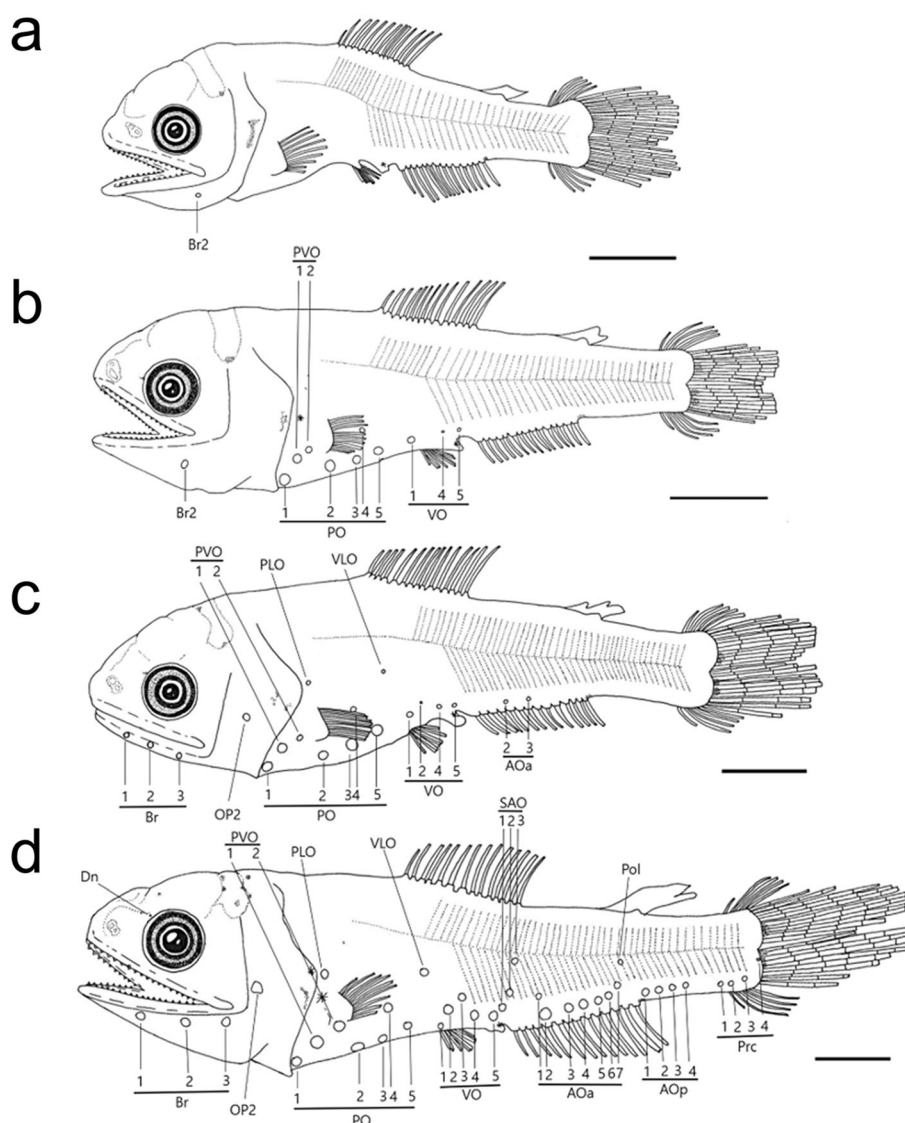 a
Br2
b
PVO
1 2
Br2
1 2 3 4 5
PO
1 4 5
VO
c
PVO
1 2
PLO
VLO
1 2 3
Br
OP2
1 2 3 4 5
PO
1 2 4 5
VO
2 3
AOa
d
Dn
PVO
1 2
PLO
VLO
SAO
1 2 3
Pol
1 2 3
Br
OP2
1 2 3 4 5
PO
1 2 3 4 5
VO
1 2 3 4 5 6 7
AOa
1 2 3 4
AOp
1 2 3 4
Prc